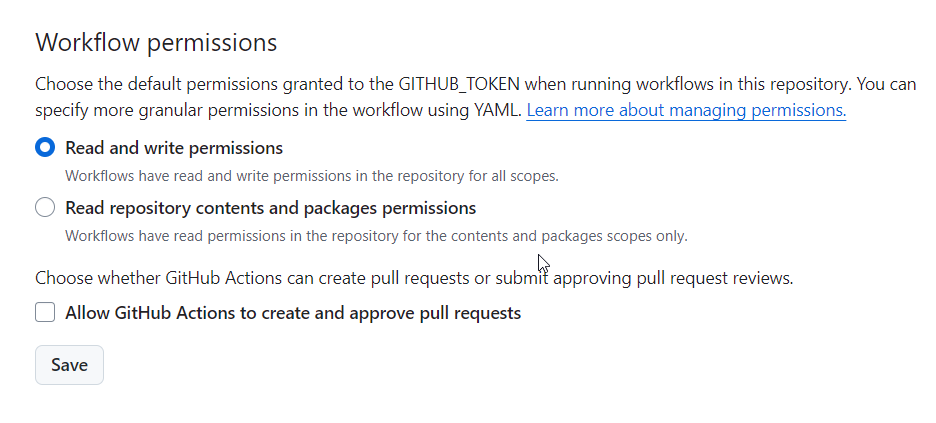 Workflow permissions
Choose the default permissions granted to the GITHUB_TOKEN when running workflows in this repository. You can
specify more granular permissions in the workflow using YAML. Learn more about managing permissions.
Read and write permissions
Workflows have read and write permissions in the repository for all scopes.
Read repository contents and packages permissions
Workflows have read permissions in the repository for the contents and packages scopes only.
Choose whether GitHub Actions can create pull requests or submit approving pull request reviews.
Allow GitHub Actions to create and approve pull requests
Save